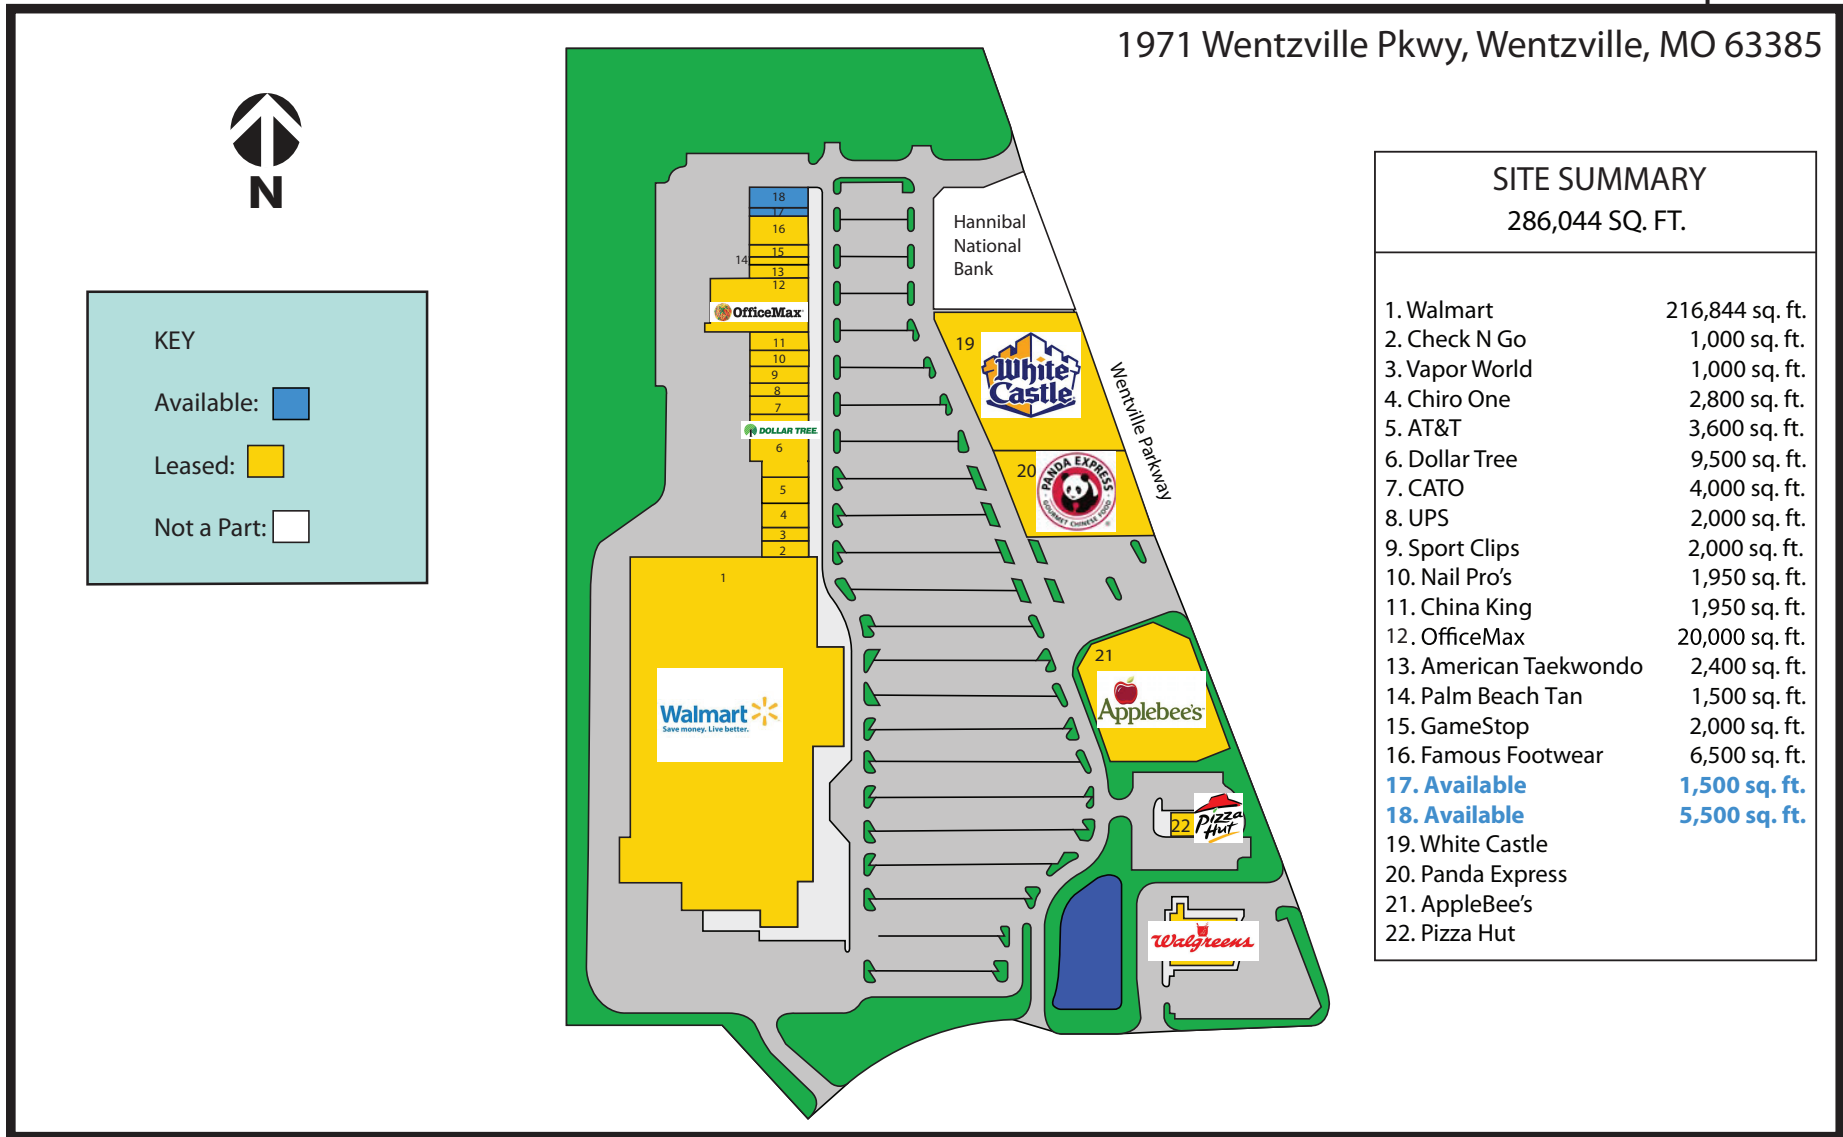 1971 Wentzville Pkwy, Wentzville, MO 63385
N
KEY
Available:
Leased:
Not a Part:
18
17
16
15
14
13
12
OfficeMax
11
10
9
8
7
DOLLAR TREE
6
5
4
3
2
1
Walmart
Save money. Live better.
Hannibal
National
Bank
19
White
Castle
Wentville Parkway
20
PANDA EXPRESS
GOURMET CHINESE FOOD
21
Applebee's
22
Pizza
Hut
Walgreens
SITE SUMMARY
286,044 SQ. FT.
1. Walmart 216,844 sq. ft.
2. Check N Go 1,000 sq. ft.
3. Vapor World 1,000 sq. ft.
4. Chiro One 2,800 sq. ft.
5. AT&T 3,600 sq. ft.
6. Dollar Tree 9,500 sq. ft.
7. CATO 4,000 sq. ft.
8. UPS 2,000 sq. ft.
9. Sport Clips 2,000 sq. ft.
10. Nail Pro's 1,950 sq. ft.
11. China King 1,950 sq. ft.
12. OfficeMax 20,000 sq. ft.
13. American Taekwondo 2,400 sq. ft.
14. Palm Beach Tan 1,500 sq. ft.
15. GameStop 2,000 sq. ft.
16. Famous Footwear 6,500 sq. ft.
17. Available 1,500 sq. ft.
18. Available 5,500 sq. ft.
19. White Castle
20. Panda Express
21. AppleBee's
22. Pizza Hut